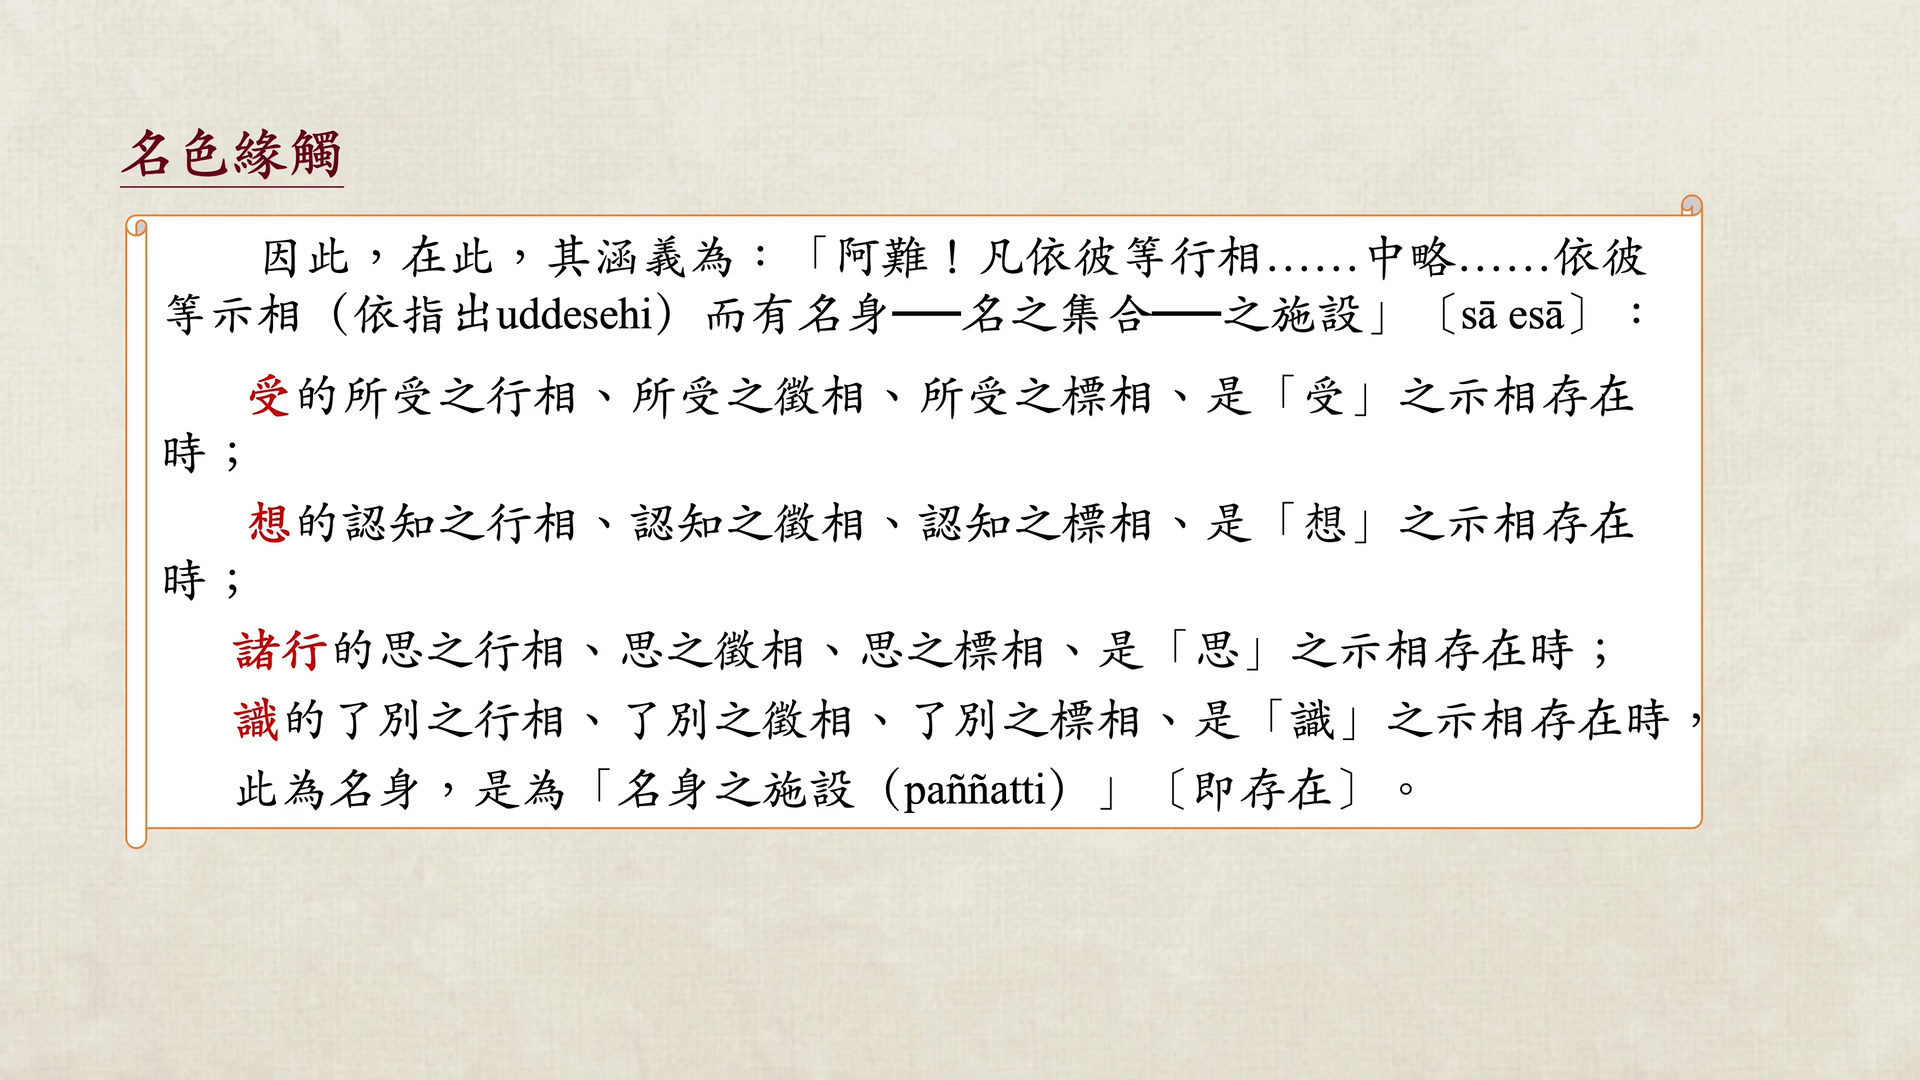 名色緣觸
因此，在此，其涵義為：「阿難！凡依彼等行相……中略……依彼
等示相（依指出uddesehi）而有名身──名之集合──之施設」〔sā esā〕：
受的所受之行相、所受之徵相、所受之標相、是「受」之示相存在
時；
想的認知之行相、認知之徵相、認知之標相、是「想」之示相存在
時；
諸行的思之行相、思之徵相、思之標相、是「思」之示相存在時；
識的了別之行相、了別之徵相、了別之標相、是「識」之示相存在時，
此為名身，是為「名身之施設（paññatti）」〔即存在〕。